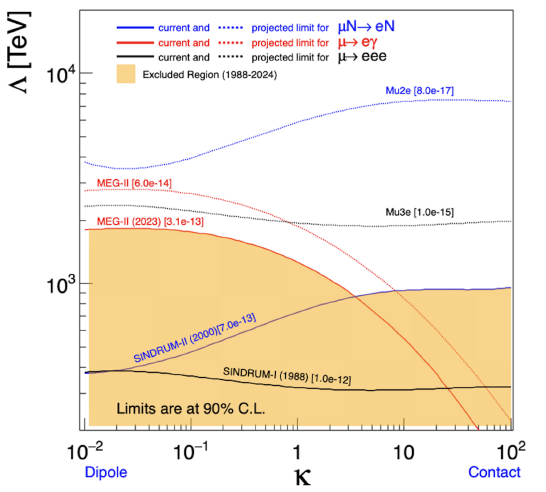 current and projected limit for μN→ eN
current and projected limit for μ→ eγ
current and projected limit for μ→ eee
Excluded Region (1988-2024)
Λ [TeV]
10⁴
Mu2e [8.0e-17]
MEG-II [6.0e-14]
Mu3e [1.0e-15]
MEG-II (2023) [3.1e-13]
10³
SINDRUM-II (2000)[7.0e-13]
SINDRUM-I (1988) [1.0e-12]
Limits are at 90% C.L.
10⁻² 10⁻¹ 1 10 10²
Dipole κ Contact